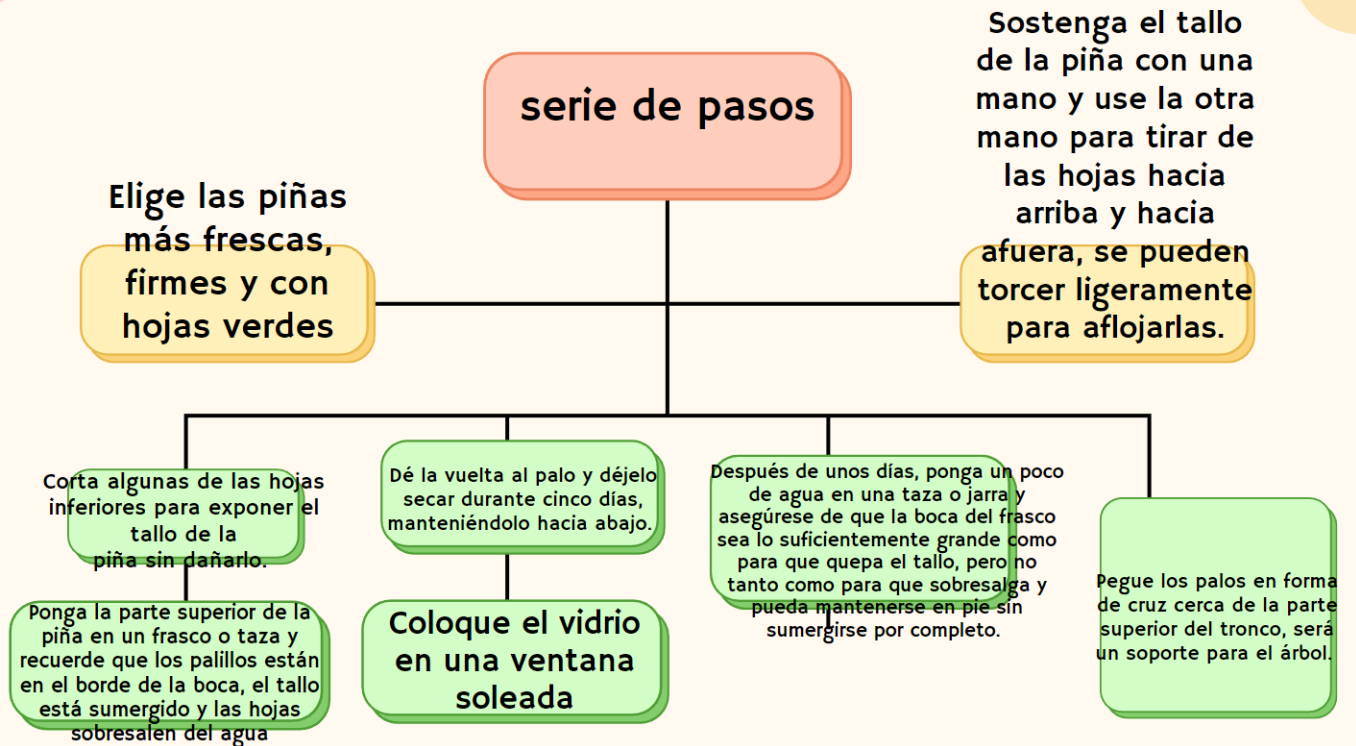 serie de pasos
Elige las piñas
más frescas,
firmes y con
hojas verdes
Sostenga el tallo
de la piña con una
mano y use la otra
mano para tirar de
las hojas hacia
arriba y hacia
afuera, se pueden
torcer ligeramente
para aflojarlas.
Corta algunas de las hojas
inferiores para exponer el
tallo de la
piña sin dañarlo.
Dé la vuelta al palo y déjelo
secar durante cinco días,
manteniéndolo hacia abajo.
Después de unos días, ponga un poco
de agua en una taza o jarra y
asegúrese de que la boca del frasco
sea lo suficientemente grande como
para que quepa el tallo, pero no
tanto como para que sobresalga y
pueda mantenerse en pie sin
sumergirse por completo.
Pegue los palos en forma
de cruz cerca de la parte
superior del tronco, será
un soporte para el árbol.
Ponga la parte superior de la
piña en un frasco o taza y
recuerde que los palillos están
en el borde de la boca, el tallo
está sumergido y las hojas
sobresalen del agua
Coloque el vidrio
en una ventana
soleada